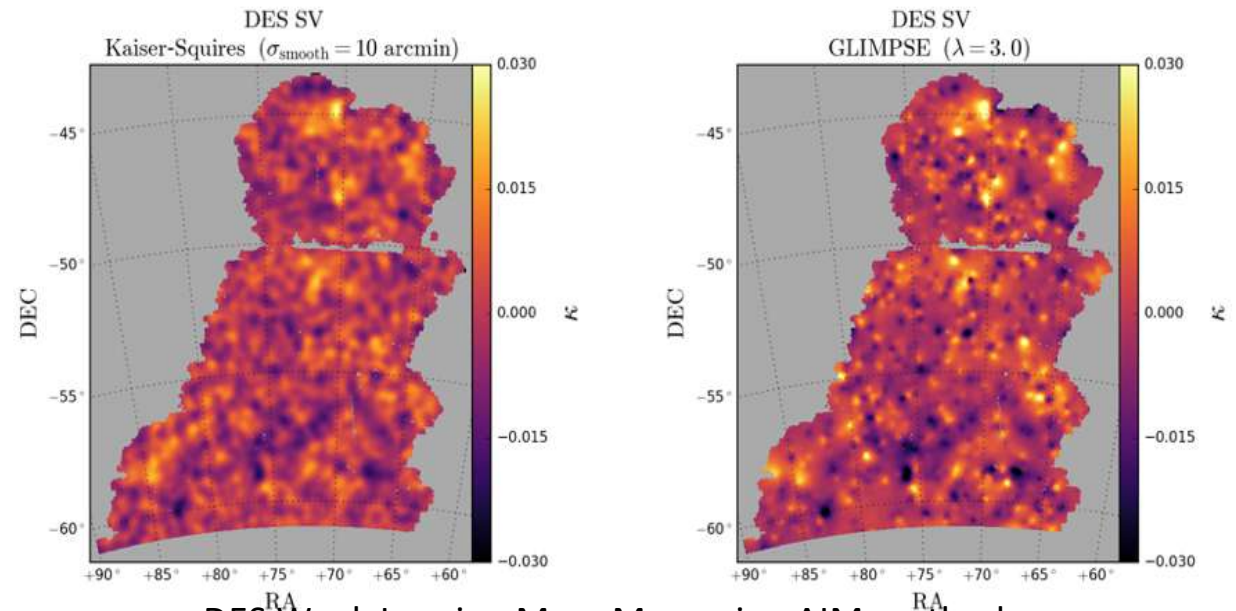 DES SV
Kaiser-Squires (σsmooth = 10 arcmin)
0.030
0.015
0.000
−0.015
−0.030
κ
DEC
−45°
−50°
−55°
−60°
+90° +85° +80° +75° +70° +65° +60°
RA
DES SV
GLIMPSE (λ = 3.0)
0.030
0.015
0.000
−0.015
−0.030
κ
DEC
−45°
−50°
−55°
−60°
+90° +85° +80° +75° +70° +65° +60°
RA